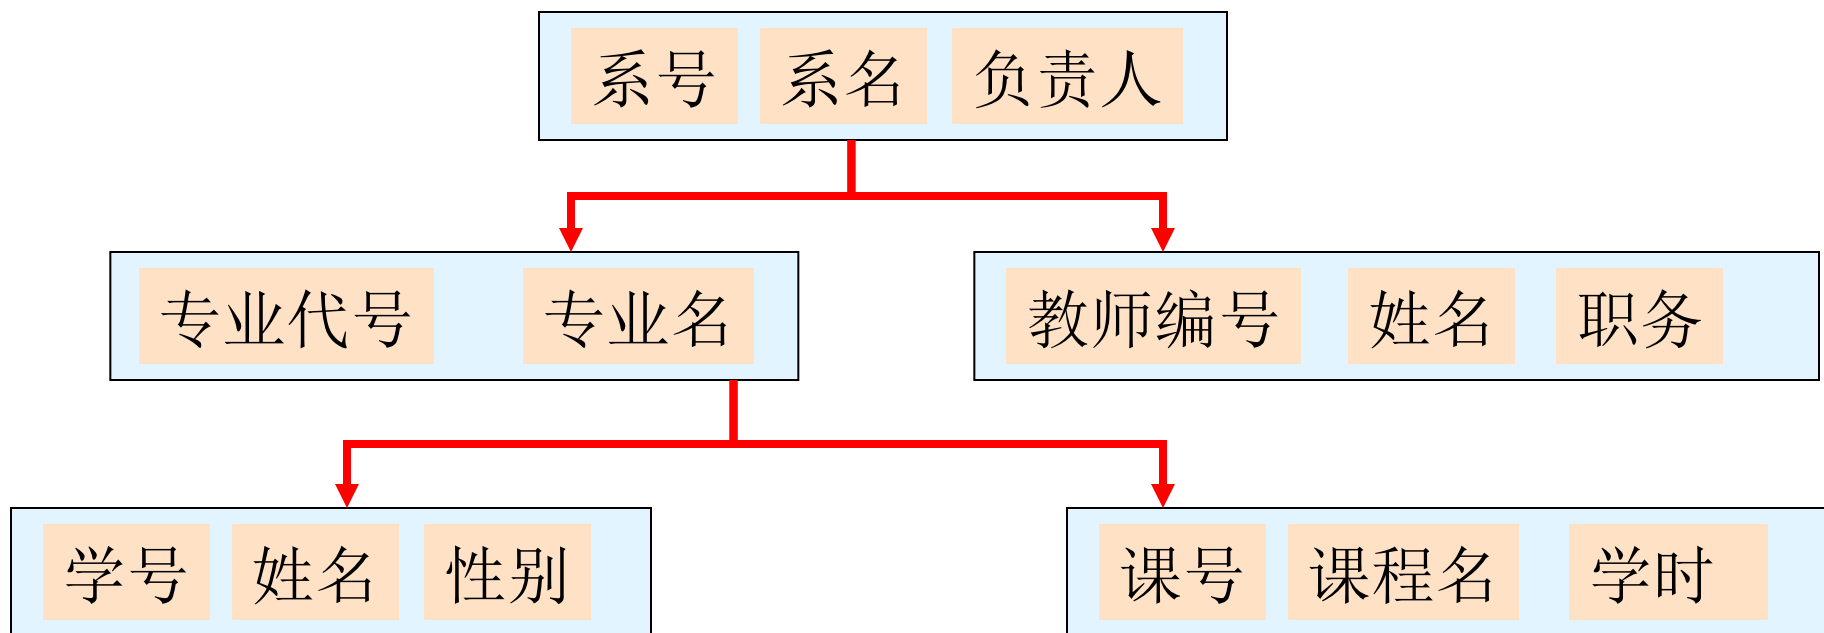 系号 系名 负责人
专业代号 专业名 教师编号 姓名 职务
学号 姓名 性别 课号 课程名 学时